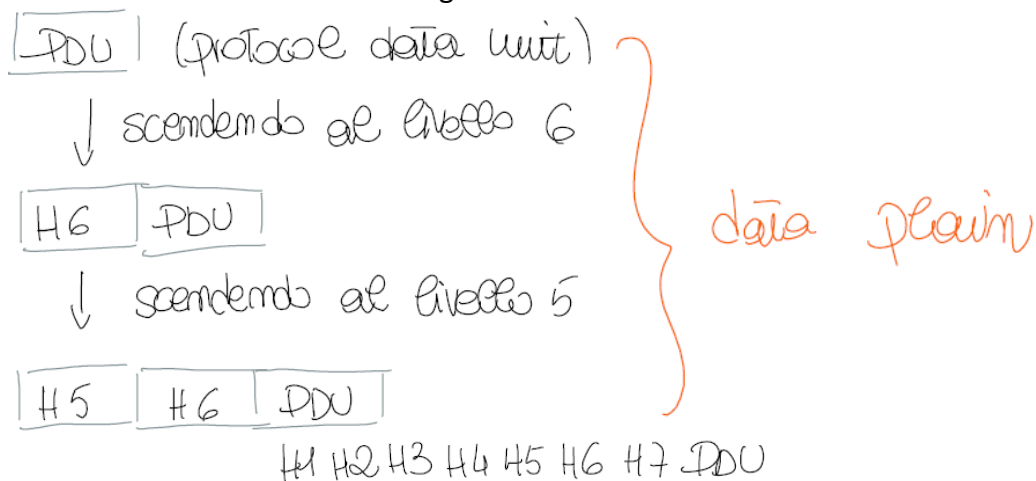 PDU (protocol data unit)
↓ scendendo al livello 6
H6 PDU
data plain
↓ scendendo al livello 5
H5 H6 PDU
H1 H2 H3 H4 H5 H6 H7 PDU